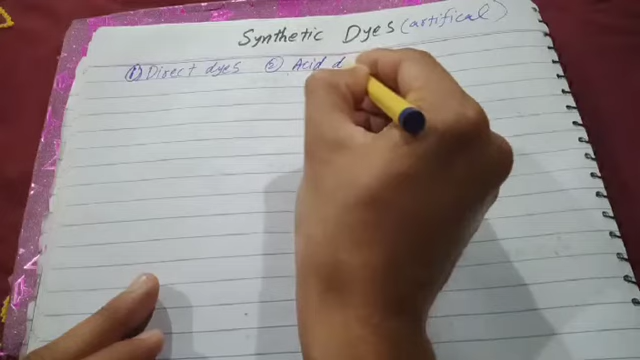 Synthetic Dyes (artifical)
① Direct dyes ② Acid d